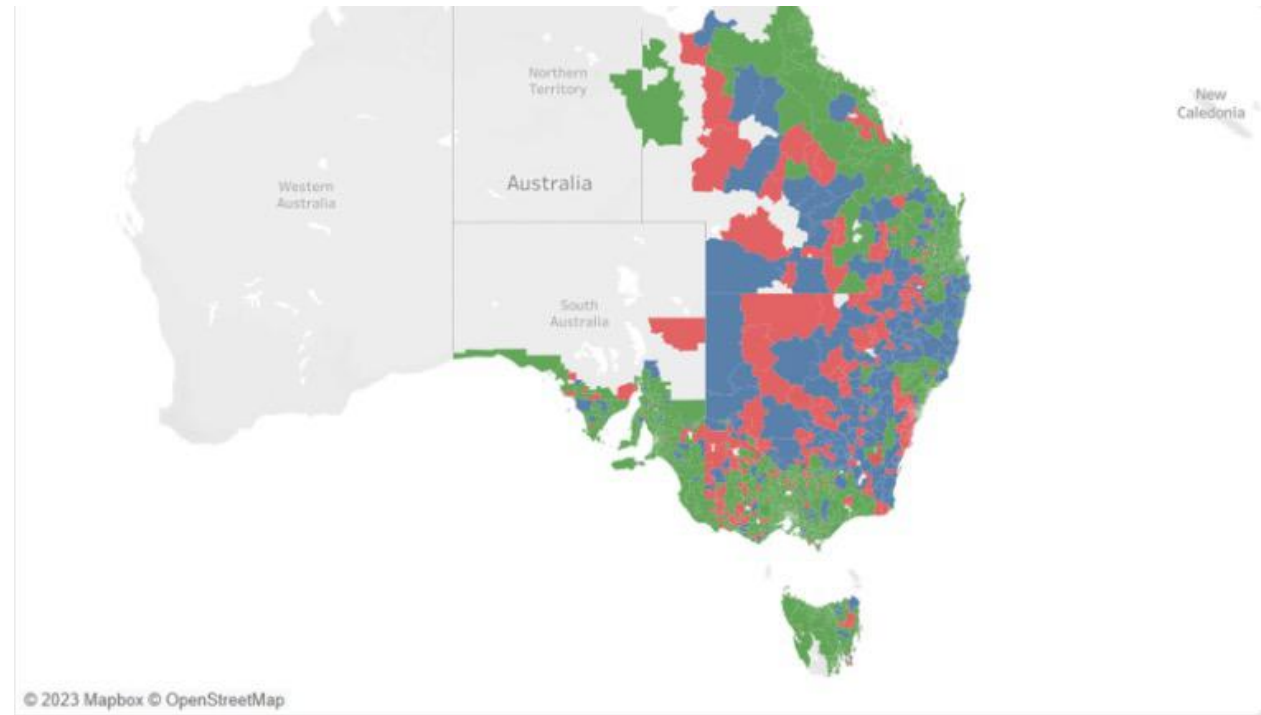 New
Caledonia
Northern
Territory
Australia
Western
Australia
South
Australia
© 2023 Mapbox © OpenStreetMap